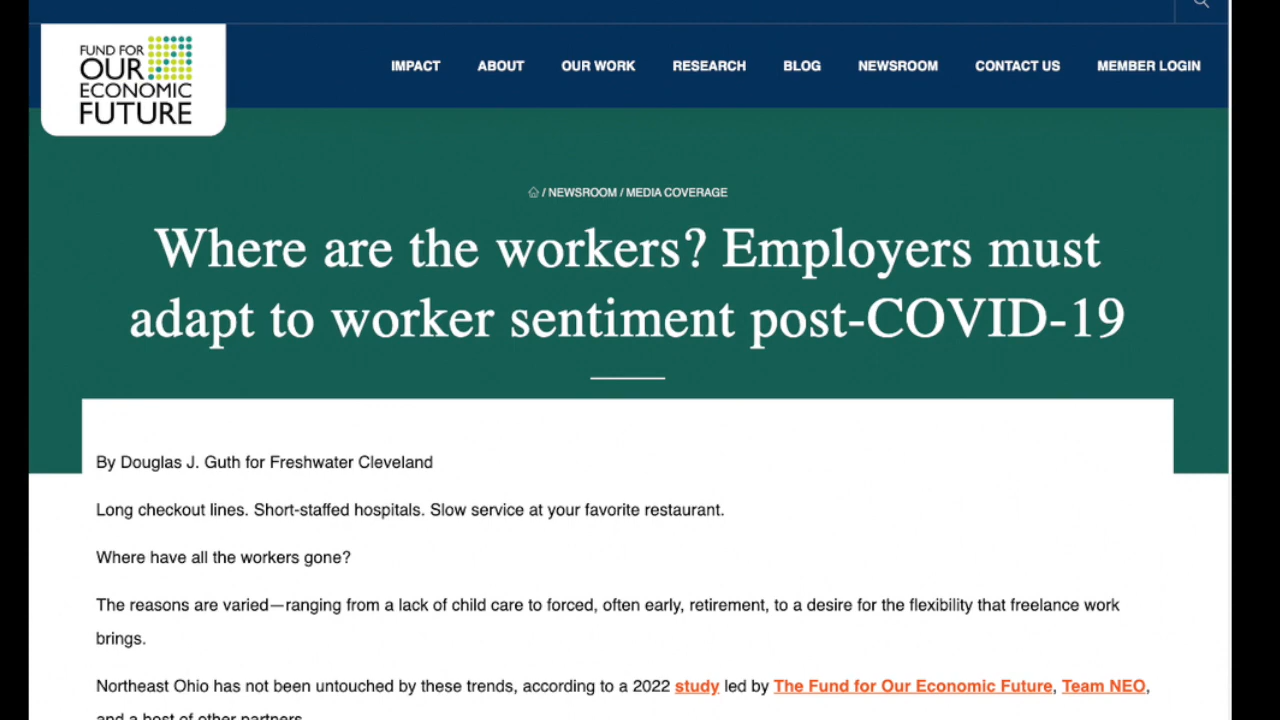 FUND FOR
OUR
ECONOMIC
FUTURE
IMPACT ABOUT OUR WORK RESEARCH BLOG NEWSROOM CONTACT US MEMBER LOGIN
/ NEWSROOM / MEDIA COVERAGE
Where are the workers? Employers must
adapt to worker sentiment post-COVID-19
By Douglas J. Guth for Freshwater Cleveland
Long checkout lines. Short-staffed hospitals. Slow service at your favorite restaurant.
Where have all the workers gone?
The reasons are varied—ranging from a lack of child care to forced, often early, retirement, to a desire for the flexibility that freelance work
brings.
Northeast Ohio has not been untouched by these trends, according to a 2022 study led by The Fund for Our Economic Future, Team NEO,
and a host of other partners.